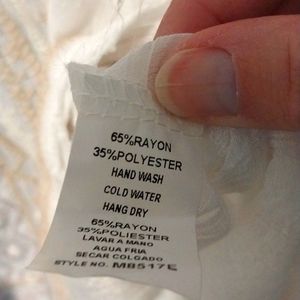 65%RAYON
35%POLYESTER
HAND WASH
COLD WATER
HANG DRY
65%RAYON
35%POLIESTER
LAVAR A MANO
AGUA FRIA
SECAR COLGADO
STYLE NO. MB517E